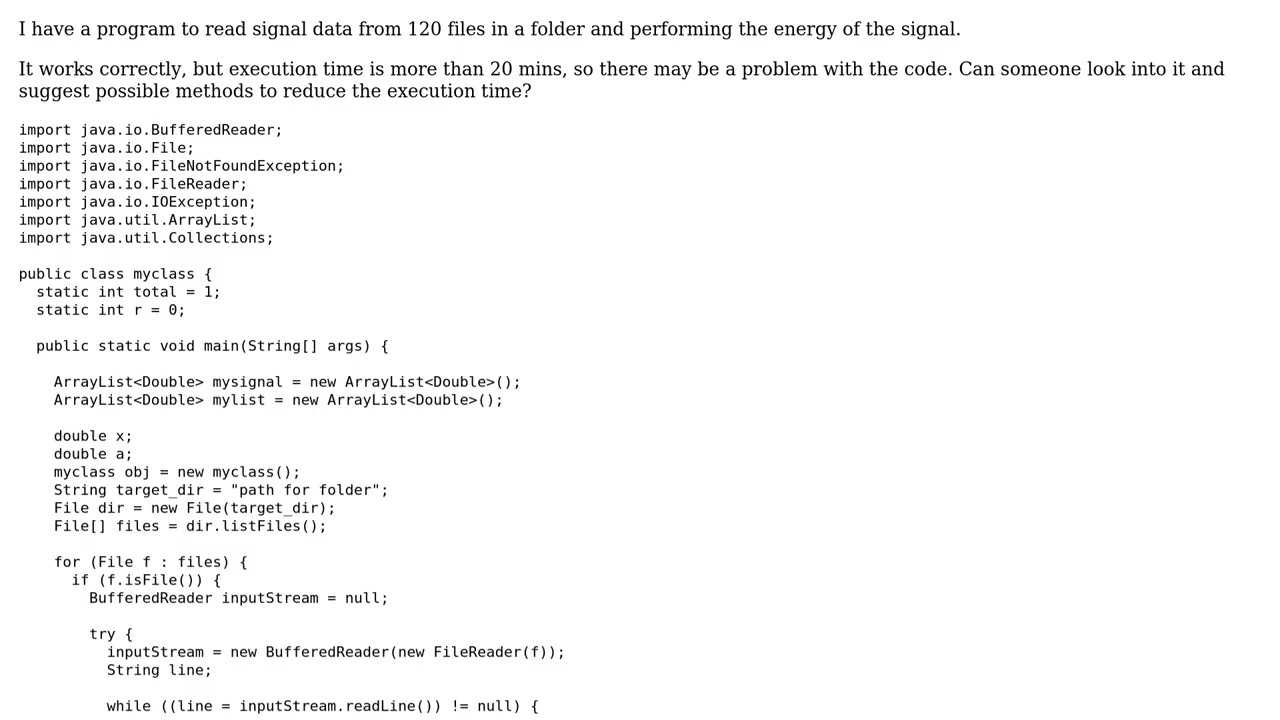 I have a program to read signal data from 120 files in a folder and performing the energy of the signal.
It works correctly, but execution time is more than 20 mins, so there may be a problem with the code. Can someone look into it and
suggest possible methods to reduce the execution time?
import java.io.BufferedReader;
import java.io.File;
import java.io.FileNotFoundException;
import java.io.FileReader;
import java.io.IOException;
import java.util.ArrayList;
import java.util.Collections;
public class myclass {
static int total = 1;
static int r = 0;
public static void main(String[] args) {
ArrayList<Double> mysignal = new ArrayList<Double>();
ArrayList<Double> mylist = new ArrayList<Double>();
double x;
double a;
myclass obj = new myclass();
String target_dir = "path for folder";
File dir = new File(target_dir);
File[] files = dir.listFiles();
for (File f : files) {
if (f.isFile()) {
BufferedReader inputStream = null;
try {
inputStream = new BufferedReader(new FileReader(f));
String line;
while ((line = inputStream.readLine()) != null) {